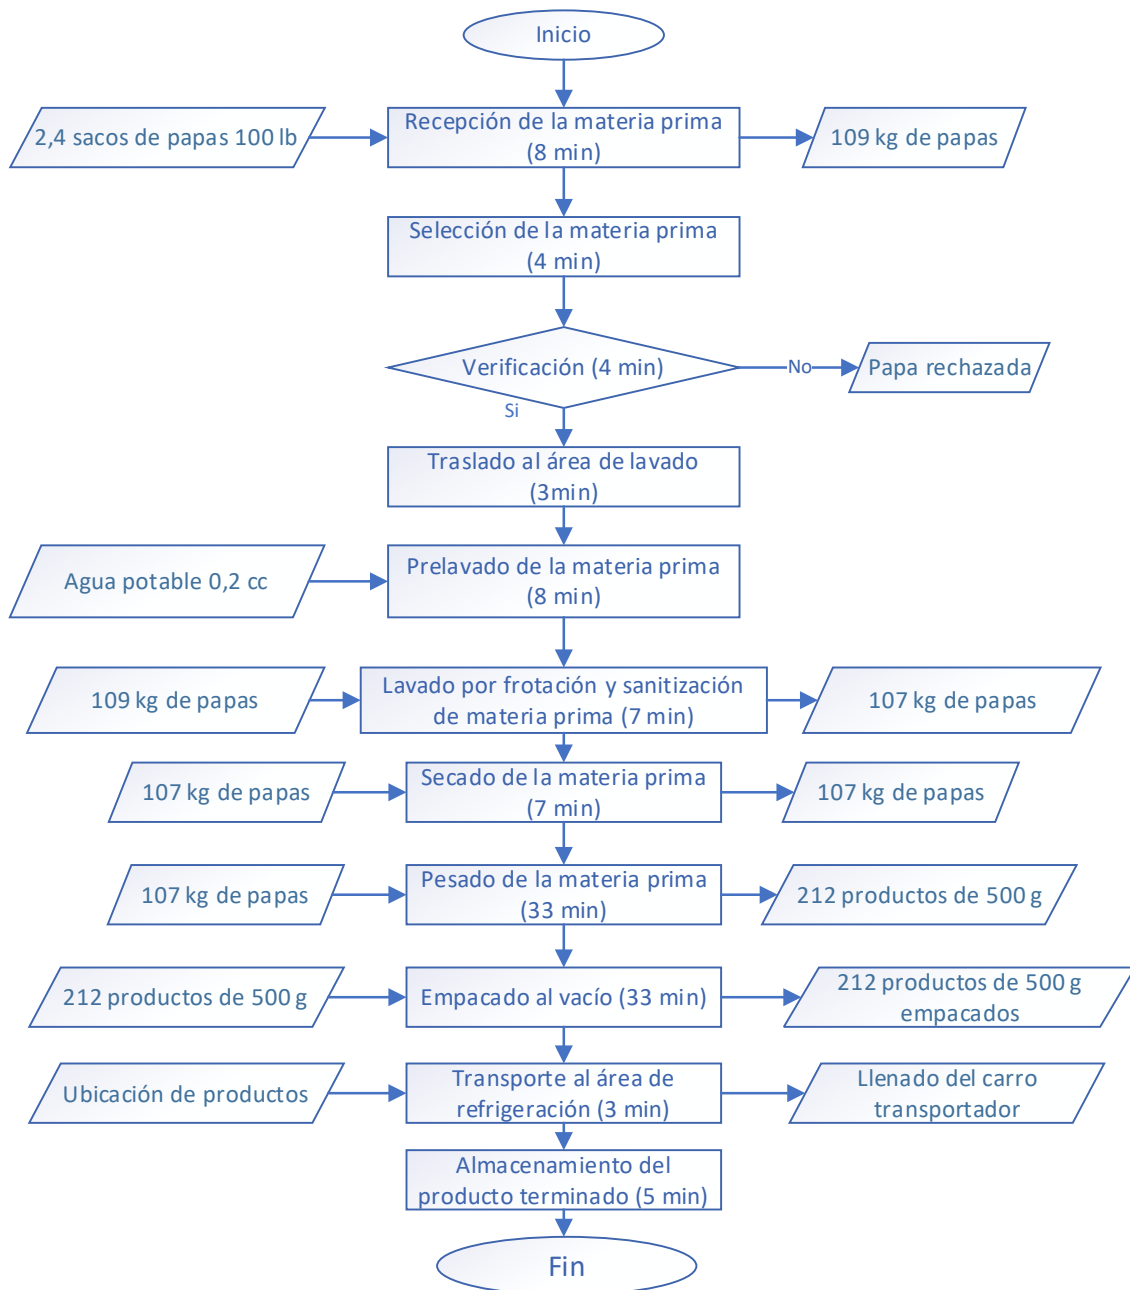 Inicio
2,4 sacos de papas 100 lb
Recepción de la materia prima
(8 min)
109 kg de papas
Selección de la materia prima
(4 min)
Verificación (4 min)
No
Papa rechazada
Si
Traslado al área de lavado
(3min)
Agua potable 0,2 cc
Prelavado de la materia prima
(8 min)
109 kg de papas
Lavado por frotación y sanitización
de materia prima (7 min)
107 kg de papas
107 kg de papas
Secado de la materia prima
(7 min)
107 kg de papas
107 kg de papas
Pesado de la materia prima
(33 min)
212 productos de 500 g
212 productos de 500 g
Empacado al vacío (33 min)
212 productos de 500 g
empacados
Ubicación de productos
Transporte al área de
refrigeración (3 min)
Llenado del carro
transportador
Almacenamiento del
producto terminado (5 min)
Fin